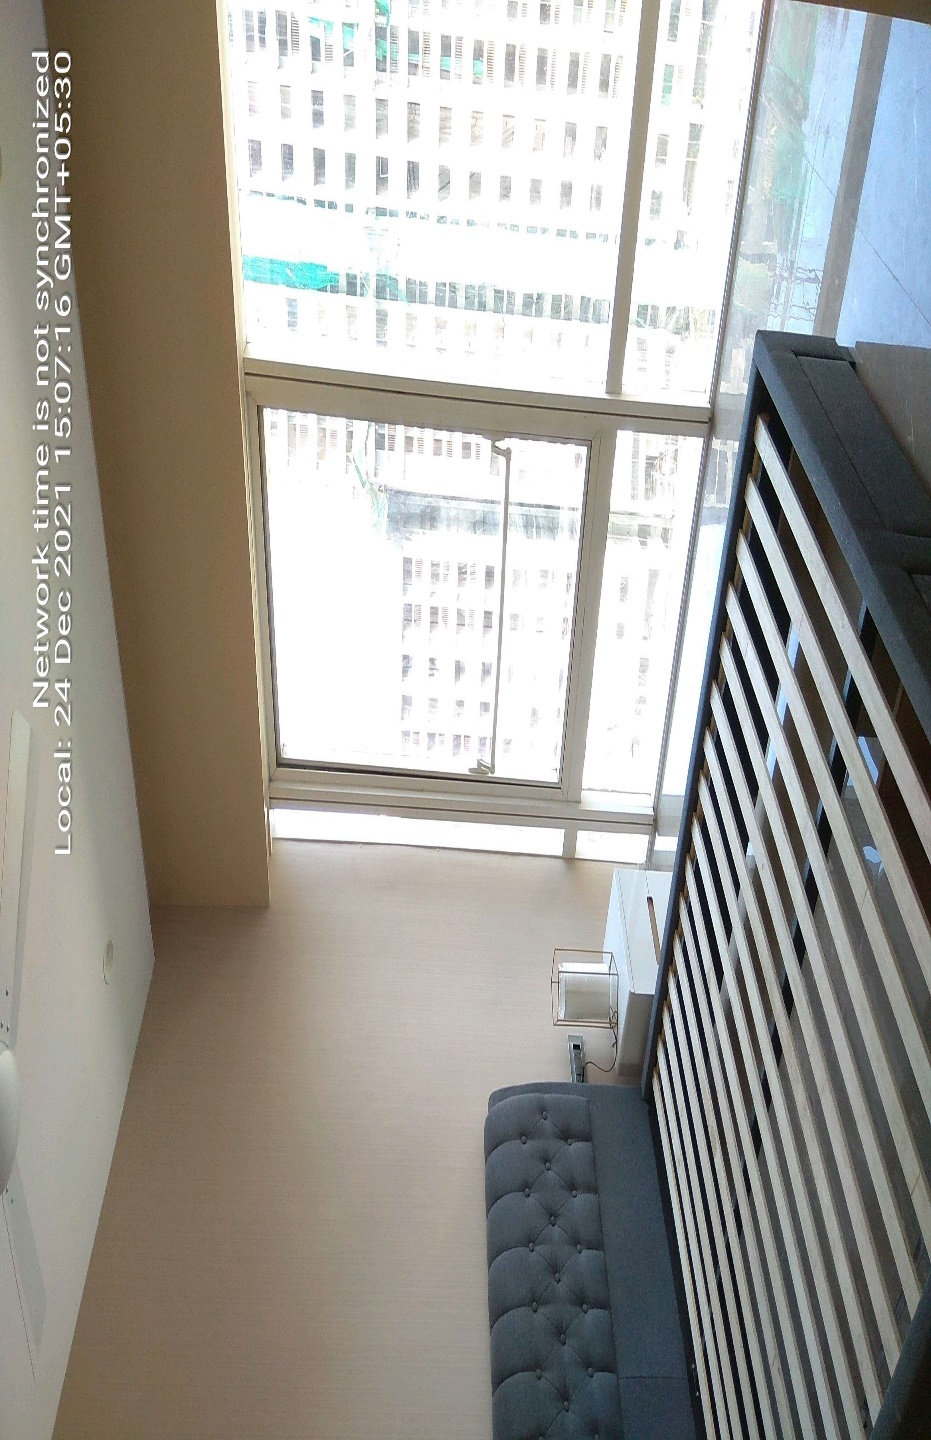 Network time is not synchronized
Local: 24 Dec 2021 15:07:16 GMT+05:30